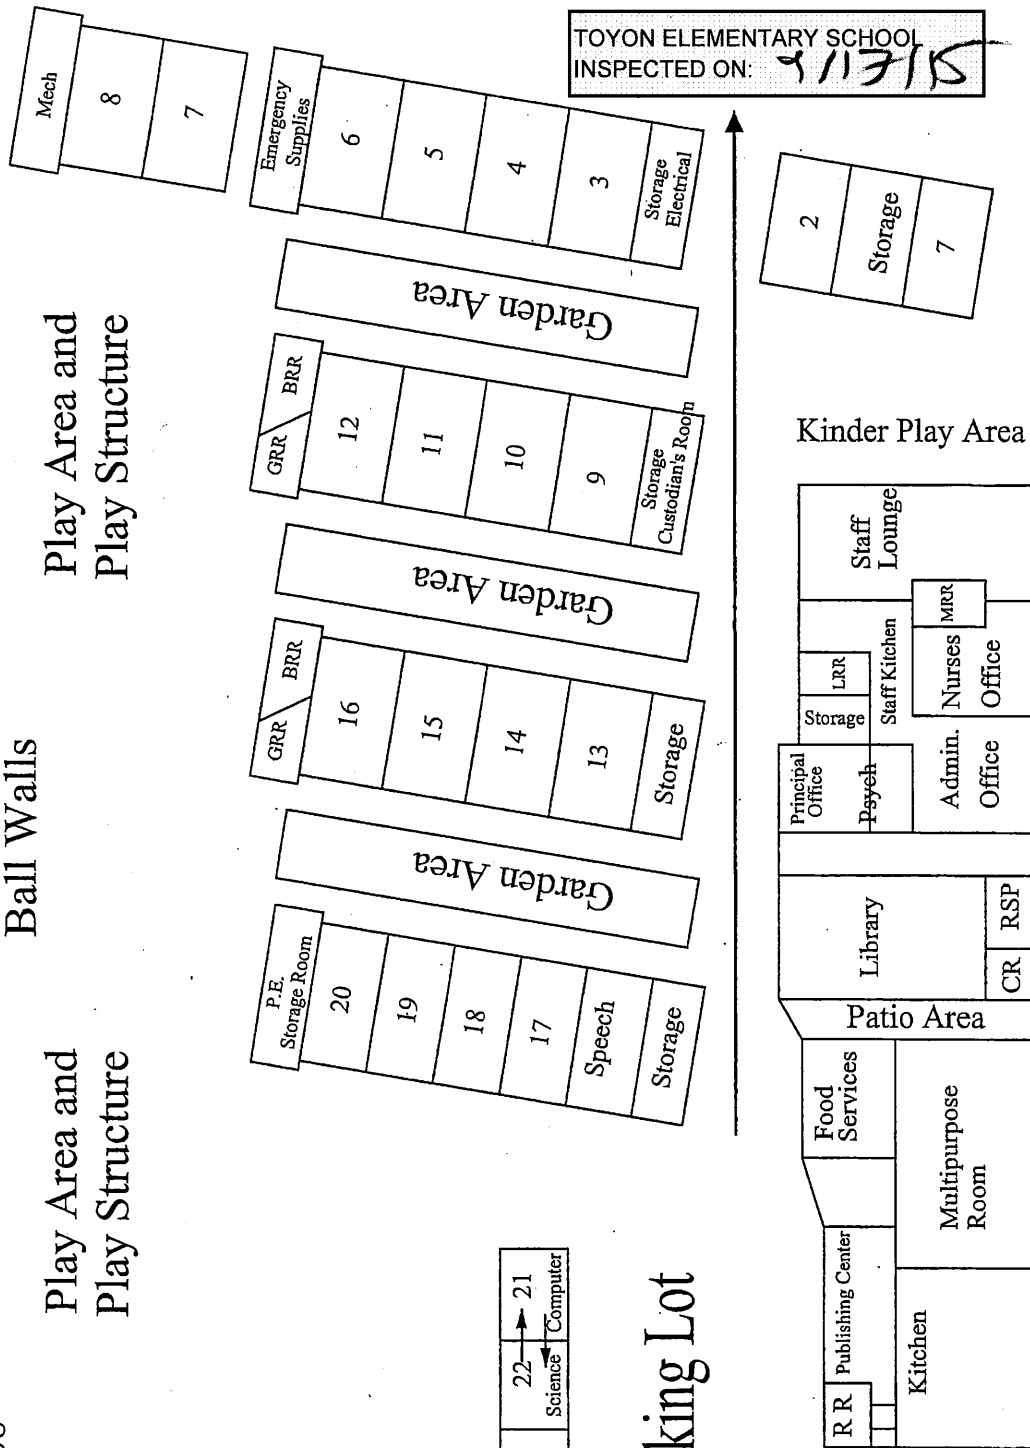 TOYON ELEMENTARY SCHOOL
INSPECTED ON: 9/17/15
Mech
8
7
Emergency
Supplies
6
5
4
3
Storage
Electrical
2
Storage
7
Play Area and
Play Structure
Garden Area
GRR
BRR
12
11
10
9
Storage
Custodian's Room
Kinder Play Area
Garden Area
Ball Walls
GRR
BRR
16
15
14
13
Storage
Garden Area
Play Area and
Play Structure
P.E.
Storage Room
20
19
18
17
Speech
Storage
22
21
Science
Computer
king Lot
Staff
Lounge
MRR
LRR
Storage
Staff Kitchen
Nurses
Office
Principal
Office
Psych
Admin.
Office
Library
RSP
CR
Patio Area
Food
Services
Multipurpose
Room
Publishing Center
R R
Kitchen